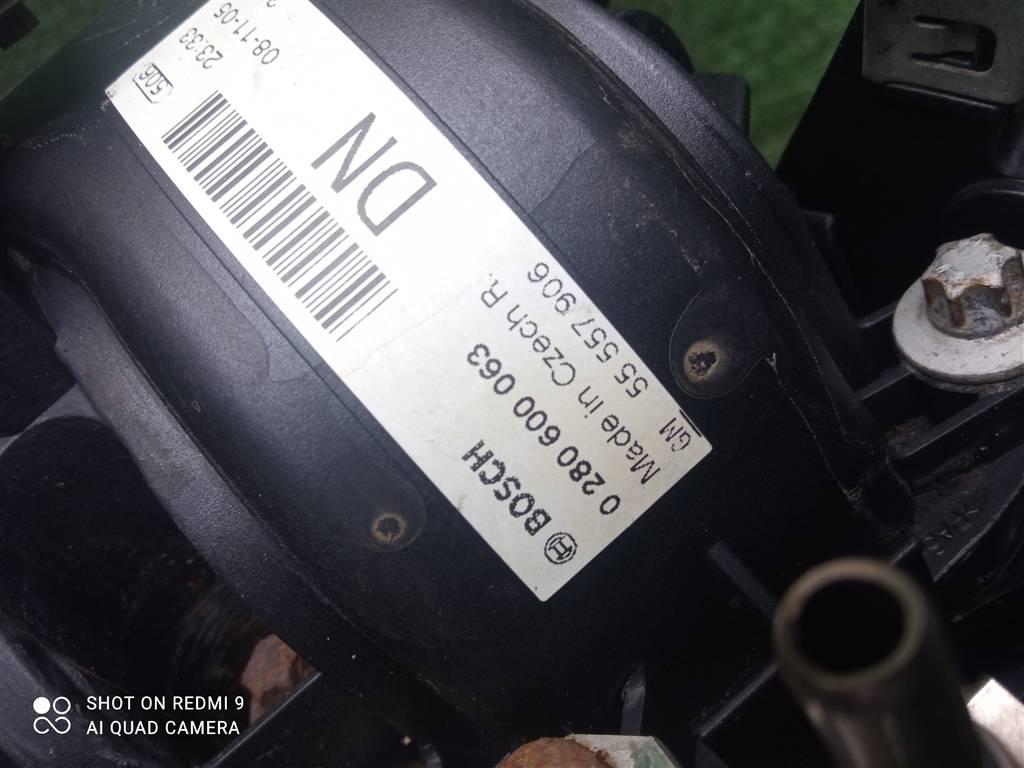 BOSCH
0 280 600 063
Made in Czech R.
GM 55 557 906
DN
506
23:33
08-11-05
SHOT ON REDMI 9
AI QUAD CAMERA